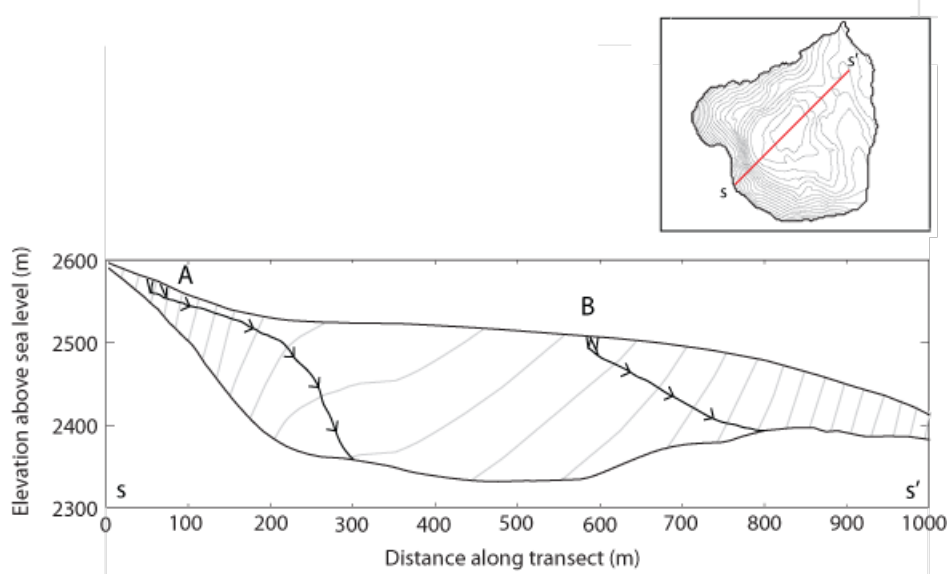 s'
s
Elevation above sea level (m)
2600
2500
2400
2300
A
B
s
s'
0 100 200 300 400 500 600 700 800 900 1000
Distance along transect (m)